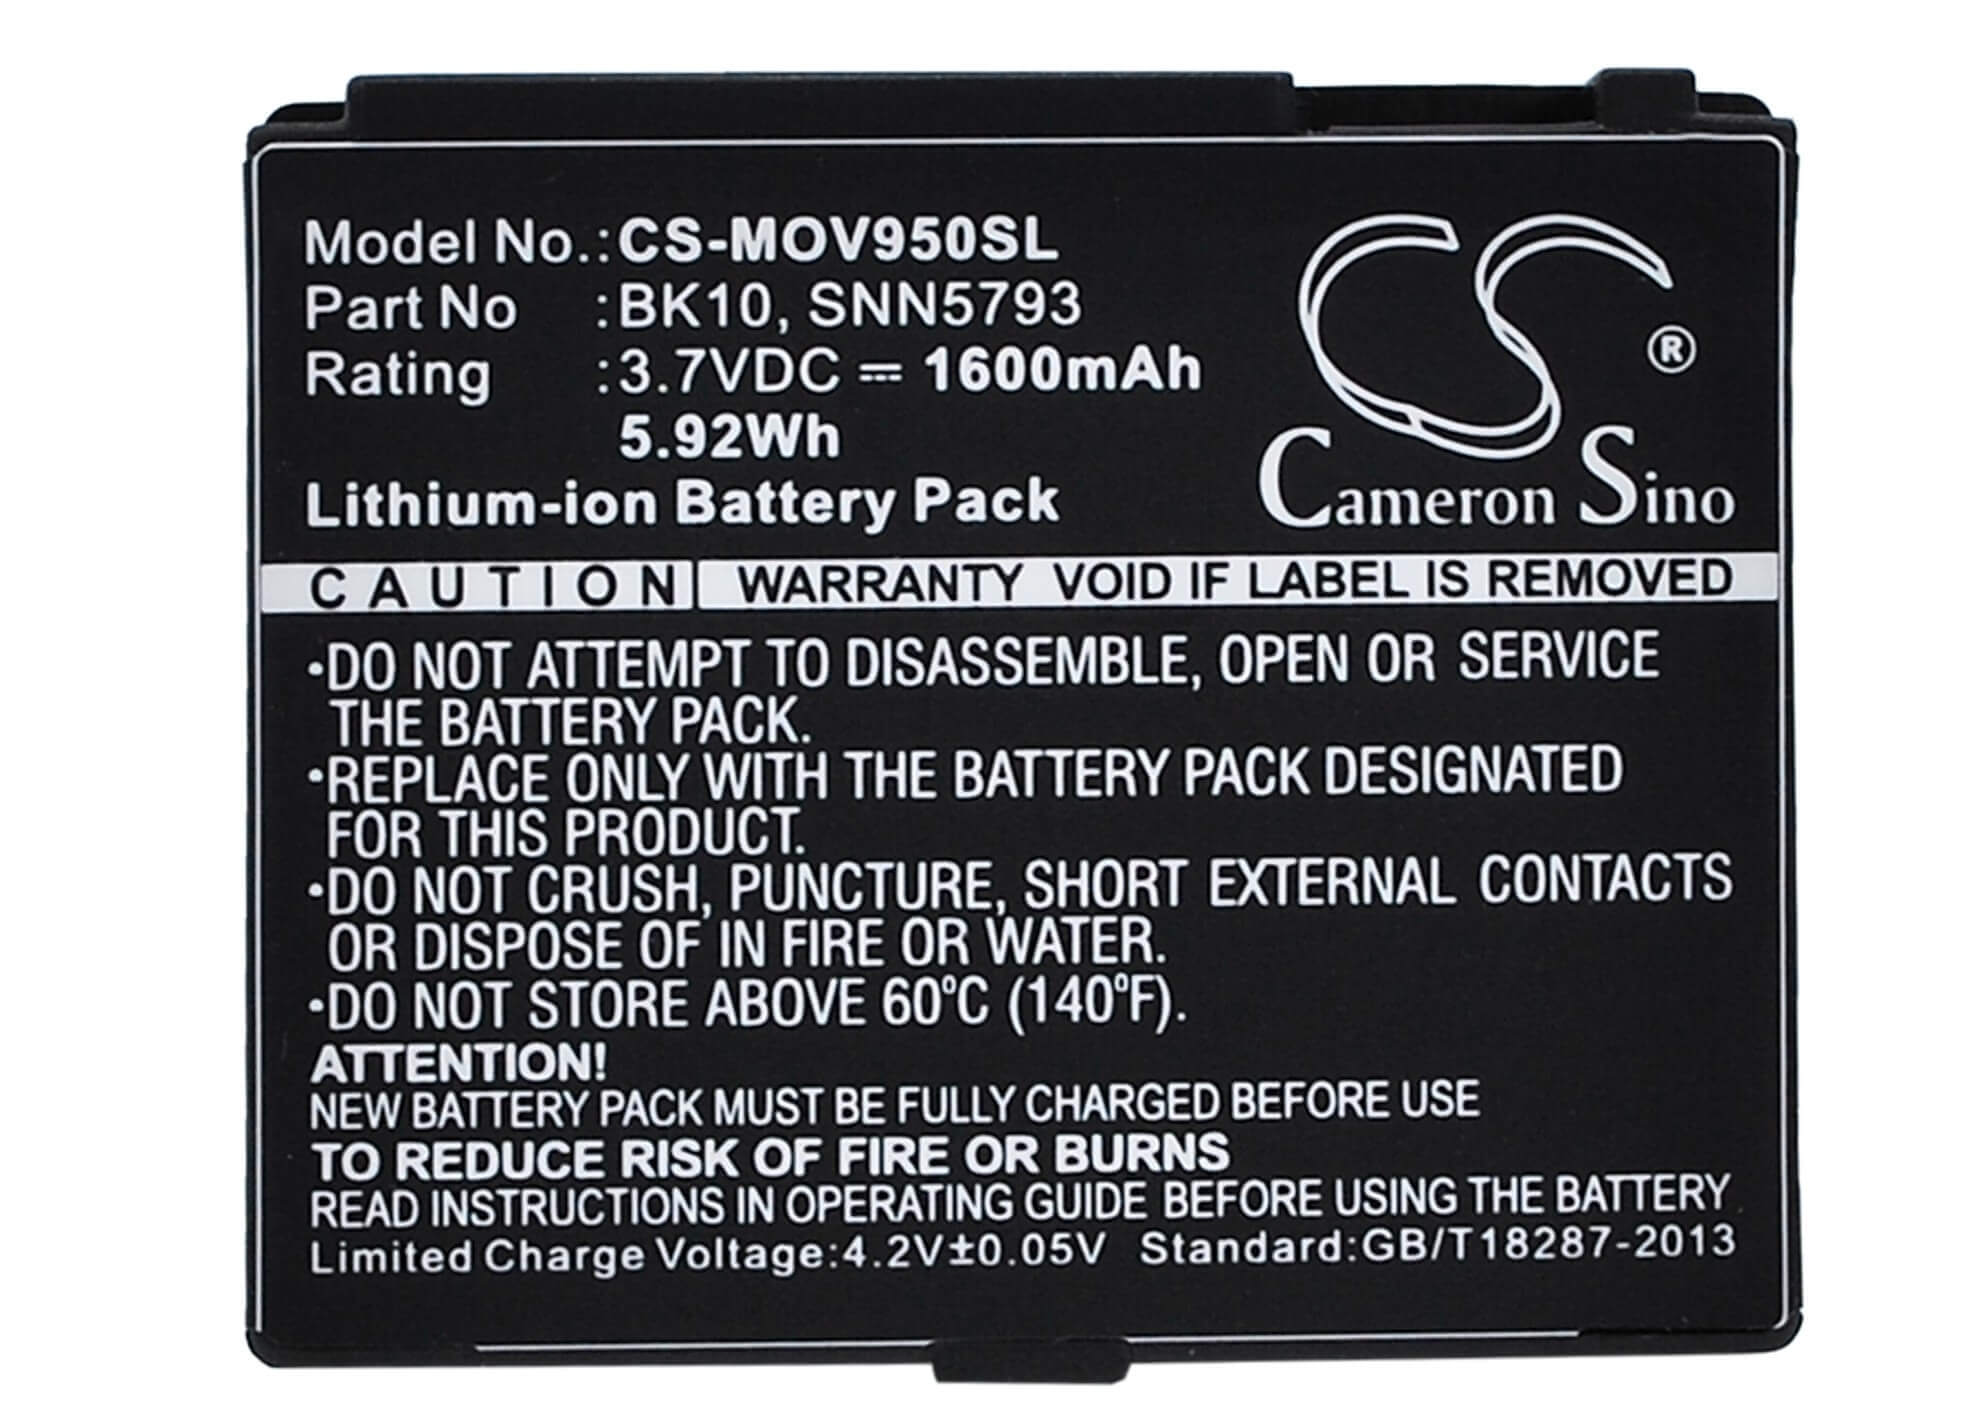 Model No.:CS-MOV950SL
Part No :BK10, SNN5793
Rating :3.7VDC ⎓ 1600mAh
5.92Wh
Lithium-ion Battery Pack
CS
®
Cameron Sino
CAUTION WARRANTY VOID IF LABEL IS REMOVED
•DO NOT ATTEMPT TO DISASSEMBLE, OPEN OR SERVICE
THE BATTERY PACK.
•REPLACE ONLY WITH THE BATTERY PACK DESIGNATED
FOR THIS PRODUCT.
•DO NOT CRUSH, PUNCTURE, SHORT EXTERNAL CONTACTS
OR DISPOSE OF IN FIRE OR WATER.
•DO NOT STORE ABOVE 60°C (140°F).
ATTENTION!
NEW BATTERY PACK MUST BE FULLY CHARGED BEFORE USE
TO REDUCE RISK OF FIRE OR BURNS
READ INSTRUCTIONS IN OPERATING GUIDE BEFORE USING THE BATTERY
Limited Charge Voltage:4.2V±0.05V Standard:GB/T18287-2013